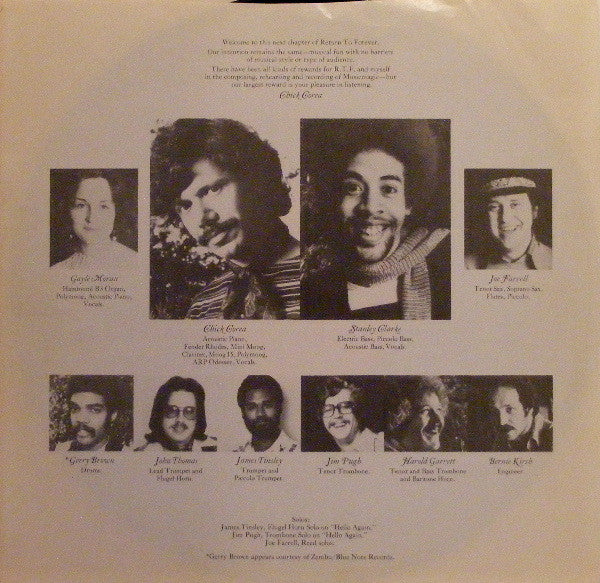 Welcome to this next chapter of Return To Forever.
Our intention remains the same—musical fun with no barriers
of musical style or type of audience.
There have been all kinds of rewards for R.T.F. and myself
in the composing, rehearsing and recording of Musicmagic—but
our largest reward is your pleasure in listening.
Chick Corea
Gayle Moran
Hammond B3 Organ,
Polymoog, Acoustic Piano,
Vocals.
Chick Corea
Acoustic Piano,
Fender Rhodes, Mini Moog,
Clavinet, Moog 15, Polymoog,
ARP Odyssey, Vocals.
Stanley Clarke
Electric Bass, Piccolo Bass,
Acoustic Bass, Vocals.
Joe Farrell
Tenor Sax, Soprano Sax,
Flutes, Piccolo.
*Gerry Brown
Drums.
John Thomas
Lead Trumpet and
Flugel Horn.
James Tinsley
Trumpet and
Piccolo Trumpet.
Jim Pugh
Tenor Trombone.
Harold Garrett
Tenor and Bass Trombone
and Baritone Horn.
Bernie Kirsh
Engineer
Solos:
James Tinsley, Flugel Horn Solo on "Hello Again."
Jim Pugh, Trombone Solo on "Hello Again."
Joe Farrell, Reed solos.
*Gerry Brown appears courtesy of Zembu/Blue Note Records.